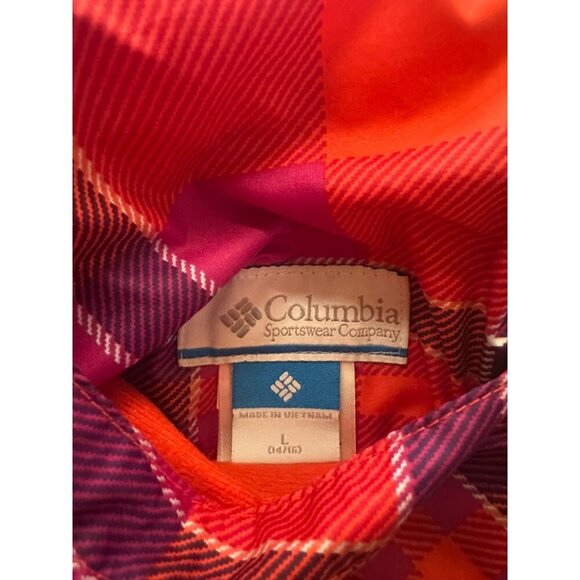 Columbia
Sportswear Company
MADE IN VIETNAM
L
(14/16)